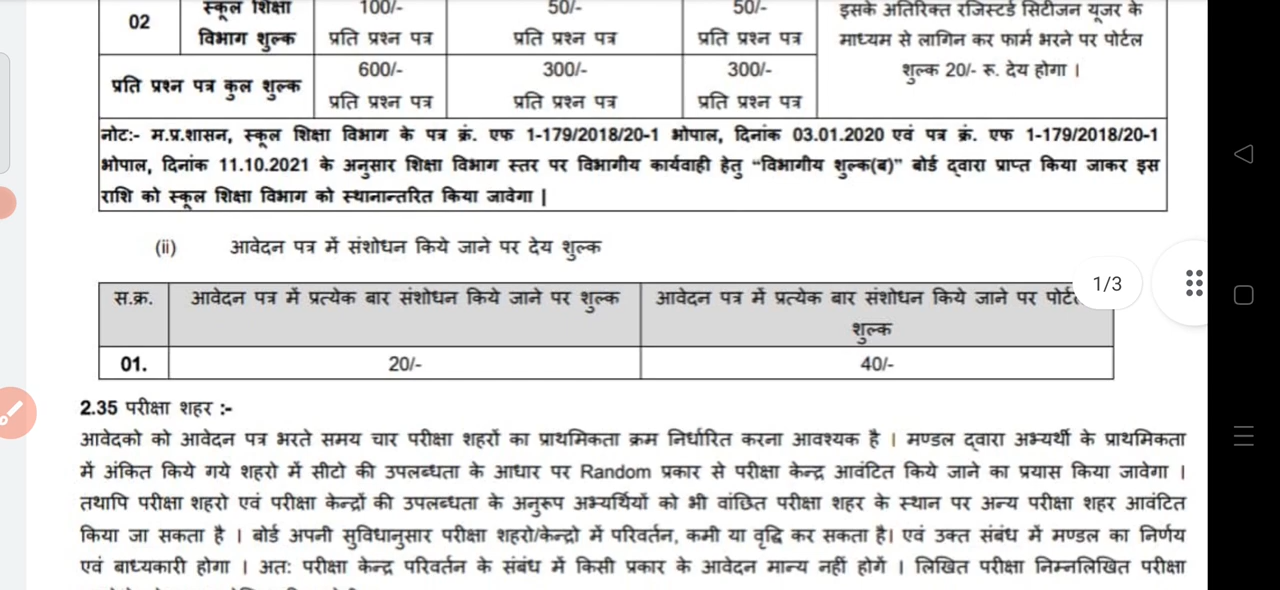 02 स्कूल शिक्षा 100/- 50/- 50/- इसके अतिरिक्त रजिस्टर्ड सिटीजन यूजर के
विभाग शुल्क प्रति प्रश्न पत्र प्रति प्रश्न पत्र प्रति प्रश्न पत्र माध्यम से लागिन कर फार्म भरने पर पोर्टल
प्रति प्रश्न पत्र कुल शुल्क 600/- 300/- 300/- शुल्क 20/- रू. देय होगा ।
प्रति प्रश्न पत्र प्रति प्रश्न पत्र प्रति प्रश्न पत्र
नोट:- म.प्र.शासन, स्कूल शिक्षा विभाग के पत्र क्रं. एफ 1-179/2018/20-1 भोपाल, दिनांक 03.01.2020 एवं पत्र क्रं. एफ 1-179/2018/20-1
भोपाल, दिनांक 11.10.2021 के अनुसार शिक्षा विभाग स्तर पर विभागीय कार्यवाही हेतु “विभागीय शुल्क(ब)” बोर्ड द्वारा प्राप्त किया जाकर इस
राशि को स्कूल शिक्षा विभाग को स्थानान्तरित किया जावेगा |
(ii) आवेदन पत्र में संशोधन किये जाने पर देय शुल्क
स.क्र. आवेदन पत्र में प्रत्येक बार संशोधन किये जाने पर शुल्क आवेदन पत्र में प्रत्येक बार संशोधन किये जाने पर
शुल्क
1/3
01. 20/- 40/-
2.35 परीक्षा शहर :-
आवेदको को आवेदन पत्र भरते समय चार परीक्षा शहरों का प्राथमिकता क्रम निर्धारित करना आवश्यक है । मण्डल द्वारा अभ्यर्थी के प्राथमिकता
में अंकित किये गये शहरो में सीटो की उपलब्धता के आधार पर Random प्रकार से परीक्षा केन्द्र आवंटित किये जाने का प्रयास किया जावेगा ।
तथापि परीक्षा शहरो एवं परीक्षा केन्द्रों की उपलब्धता के अनुरूप अभ्यर्थियों को भी वांछित परीक्षा शहर के स्थान पर अन्य परीक्षा शहर आवंटित
किया जा सकता है । बोर्ड अपनी सुविधानुसार परीक्षा शहरो/केन्द्रो में परिवर्तन, कमी या वृद्धि कर सकता है। एवं उक्त संबंध में मण्डल का निर्णय
एवं बाध्यकारी होगा । अत: परीक्षा केन्द्र परिवर्तन के संबंध में किसी प्रकार के आवेदन मान्य नहीं होगें । लिखित परीक्षा निम्नलिखित परीक्षा